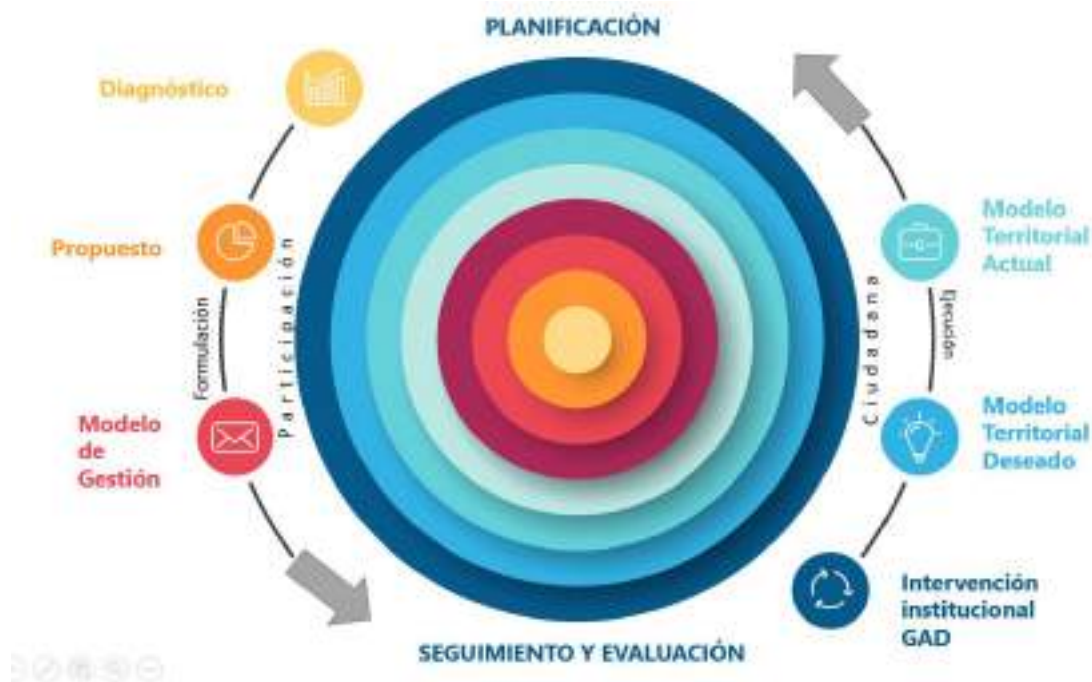 PLANIFICACIÓN
Diagnóstico
Propuesto
Formulación
Participación
Modelo
de
Gestión
Modelo
Territorial
Actual
Ciudadana
Ejecución
Modelo
Territorial
Deseado
Intervención
institucional
GAD
SEGUIMIENTO Y EVALUACIÓN